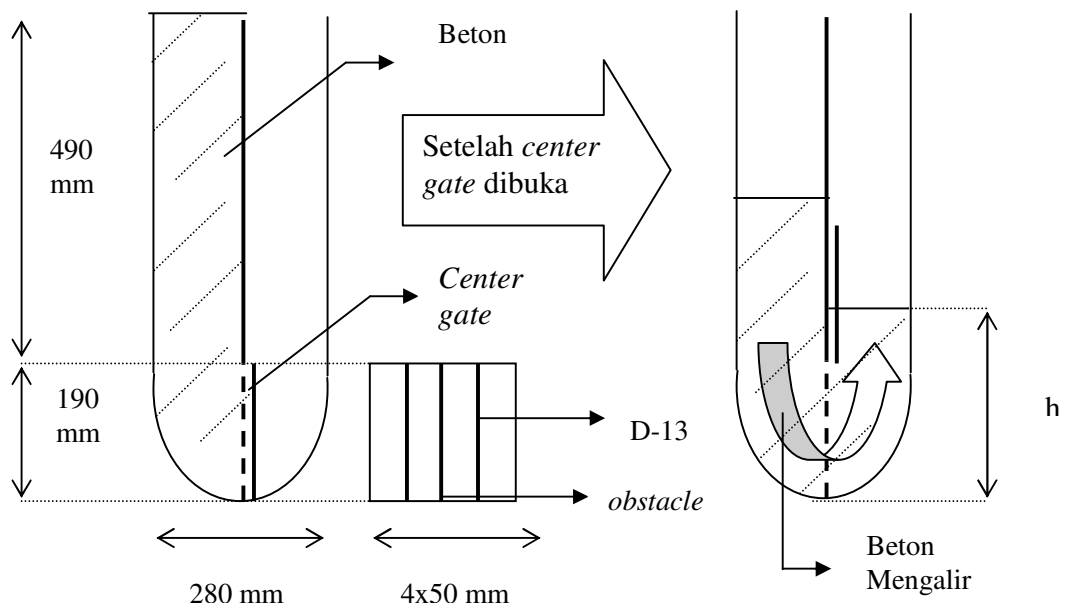 Beton
490
mm
Setelah center
gate dibuka
Center
gate
190
mm
D-13
obstacle
h
280 mm
4x50 mm
Beton
Mengalir